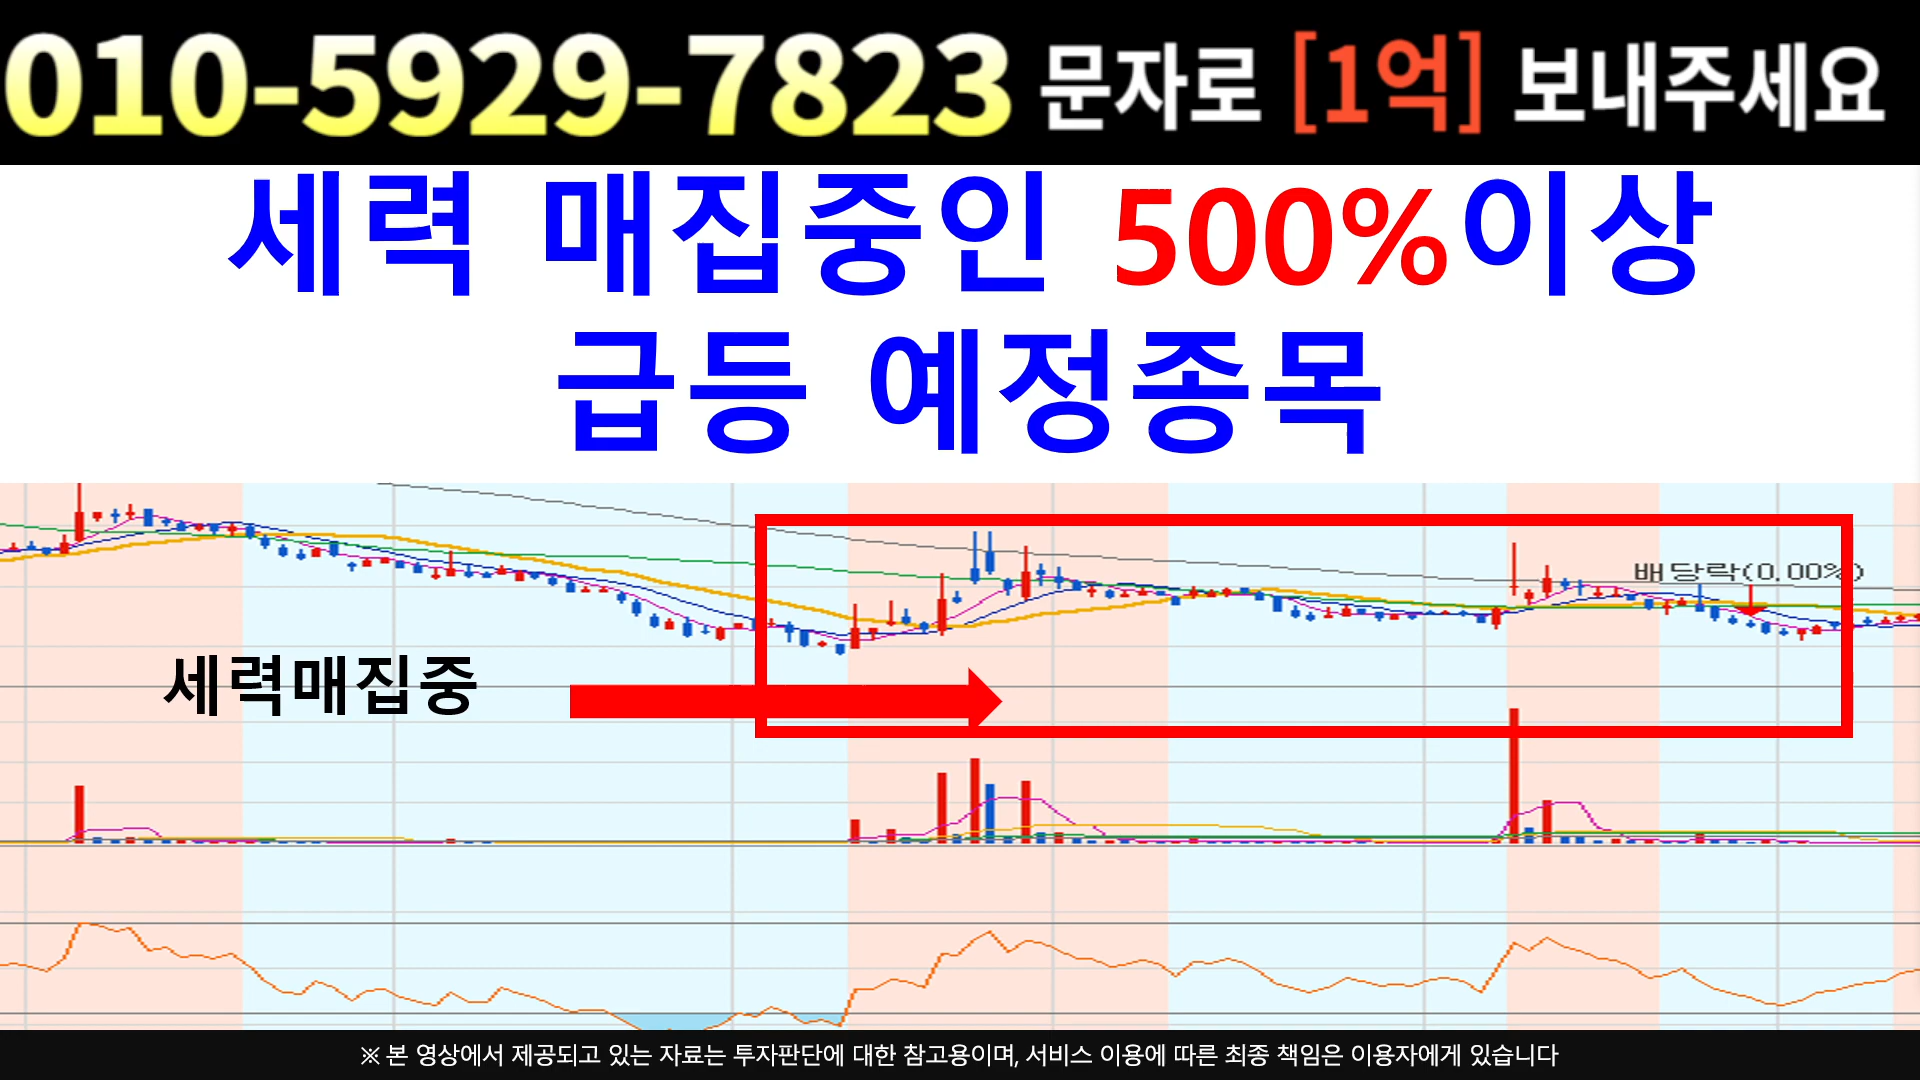 010-5929-7823 문자로 [1억] 보내주세요
세력 매집중인 500%이상
급등 예정종목
배당락(0.00%)
세력매집중
※ 본 영상에서 제공되고 있는 자료는 투자판단에 대한 참고용이며, 서비스 이용에 따른 최종 책임은 이용자에게 있습니다